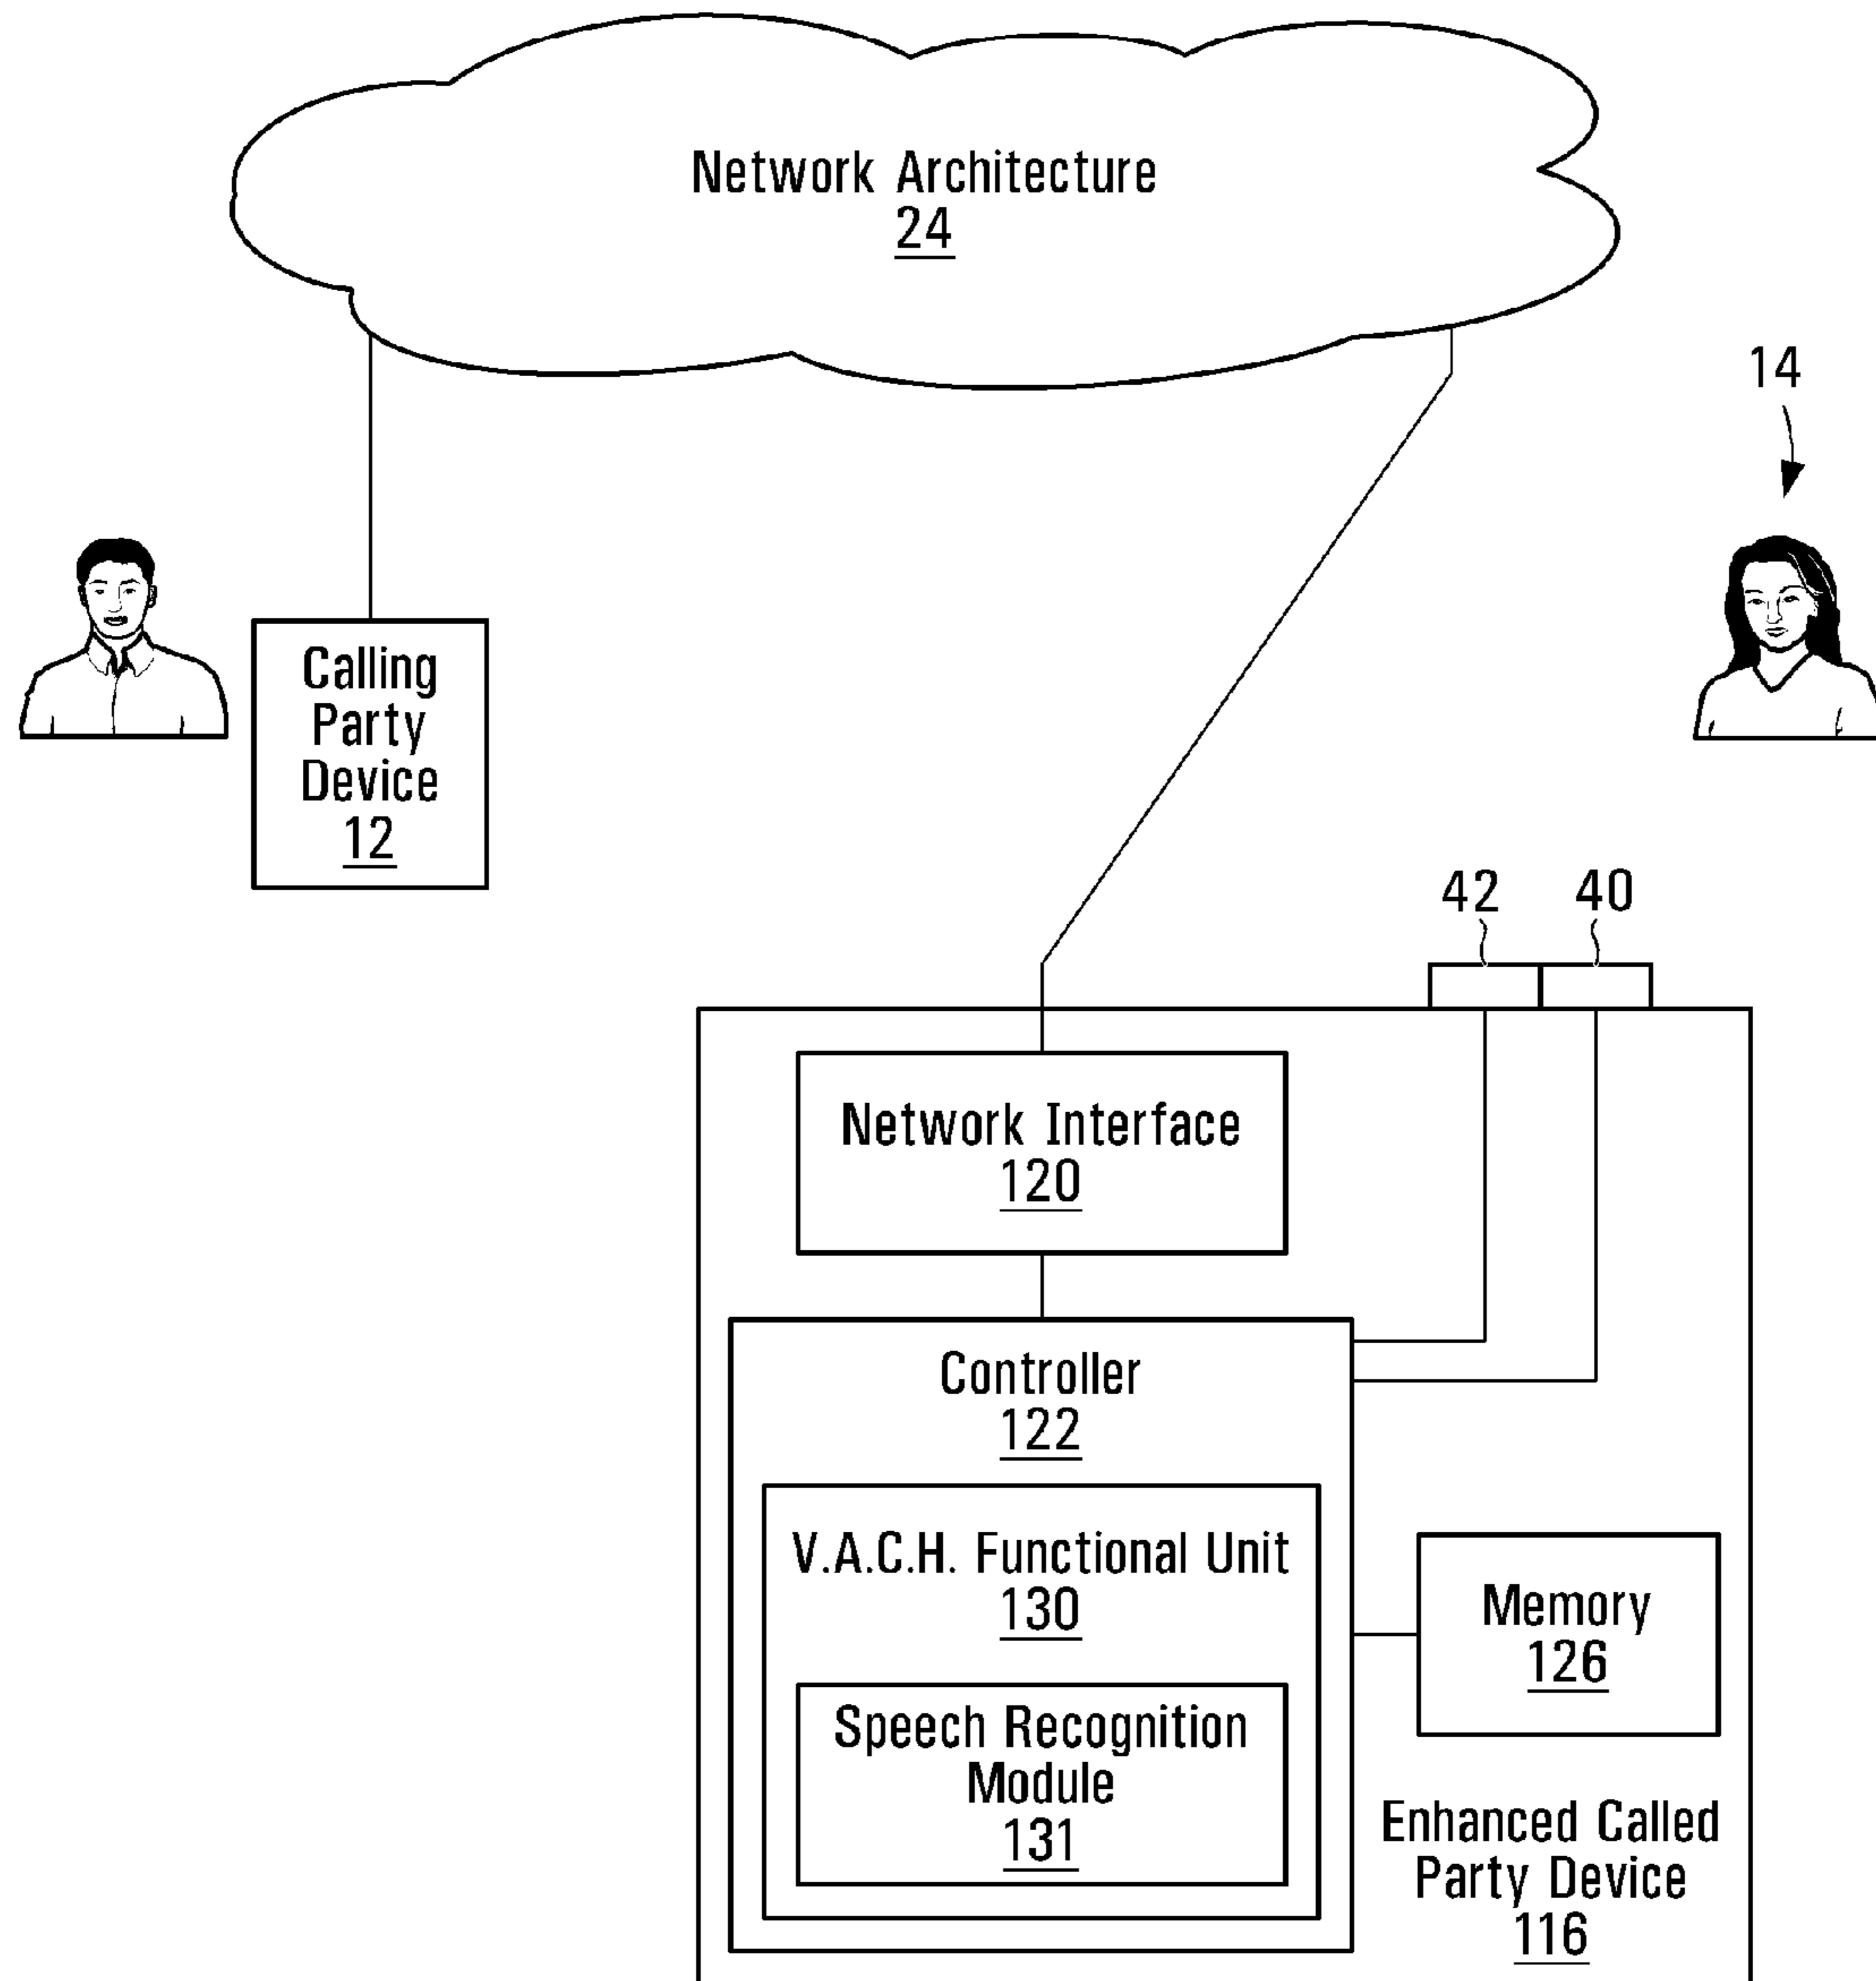 Network Architecture
24
14
Calling
Party
Device
12
42
40
Network Interface
120
Controller
122
V.A.C.H. Functional Unit
130
Memory
126
Speech Recognition
Module
131
Enhanced Called
Party Device
116